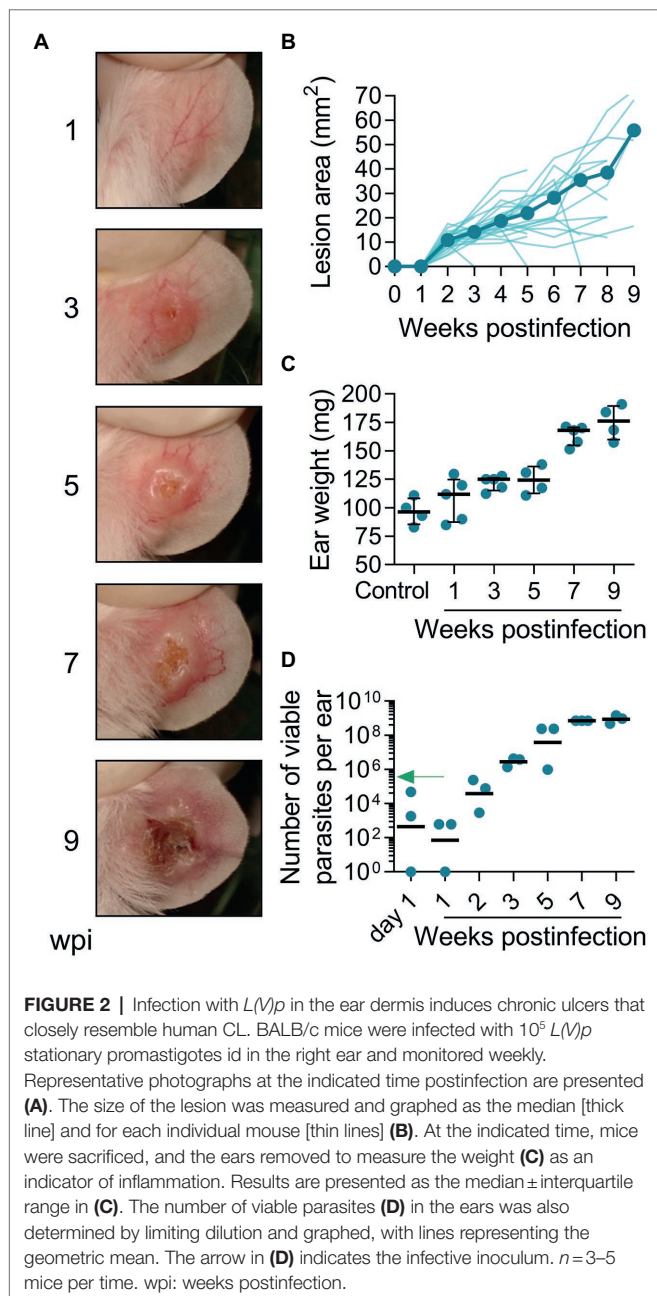 A
1
3
5
7
9
wpi
B
Lesion area (mm²)
70
60
50
40
30
20
10
0
0 1 2 3 4 5 6 7 8 9
Weeks postinfection
C
Ear weight (mg)
200
175
150
125
100
75
50
Control 1 3 5 7 9
Weeks postinfection
D
Number of viable
parasites per ear
10¹⁰
10⁸
10⁶
10⁴
10²
10⁰
day 1 1 2 3 5 7 9
Weeks postinfection
FIGURE 2 | Infection with L(V)p in the ear dermis induces chronic ulcers that
closely resemble human CL. BALB/c mice were infected with 10⁵ L(V)p
stationary promastigotes id in the right ear and monitored weekly.
Representative photographs at the indicated time postinfection are presented
(A). The size of the lesion was measured and graphed as the median [thick
line] and for each individual mouse [thin lines] (B). At the indicated time, mice
were sacrificed, and the ears removed to measure the weight (C) as an
indicator of inflammation. Results are presented as the median ± interquartile
range in (C). The number of viable parasites (D) in the ears was also
determined by limiting dilution and graphed, with lines representing the
geometric mean. The arrow in (D) indicates the infective inoculum. n = 3–5
mice per time. wpi: weeks postinfection.